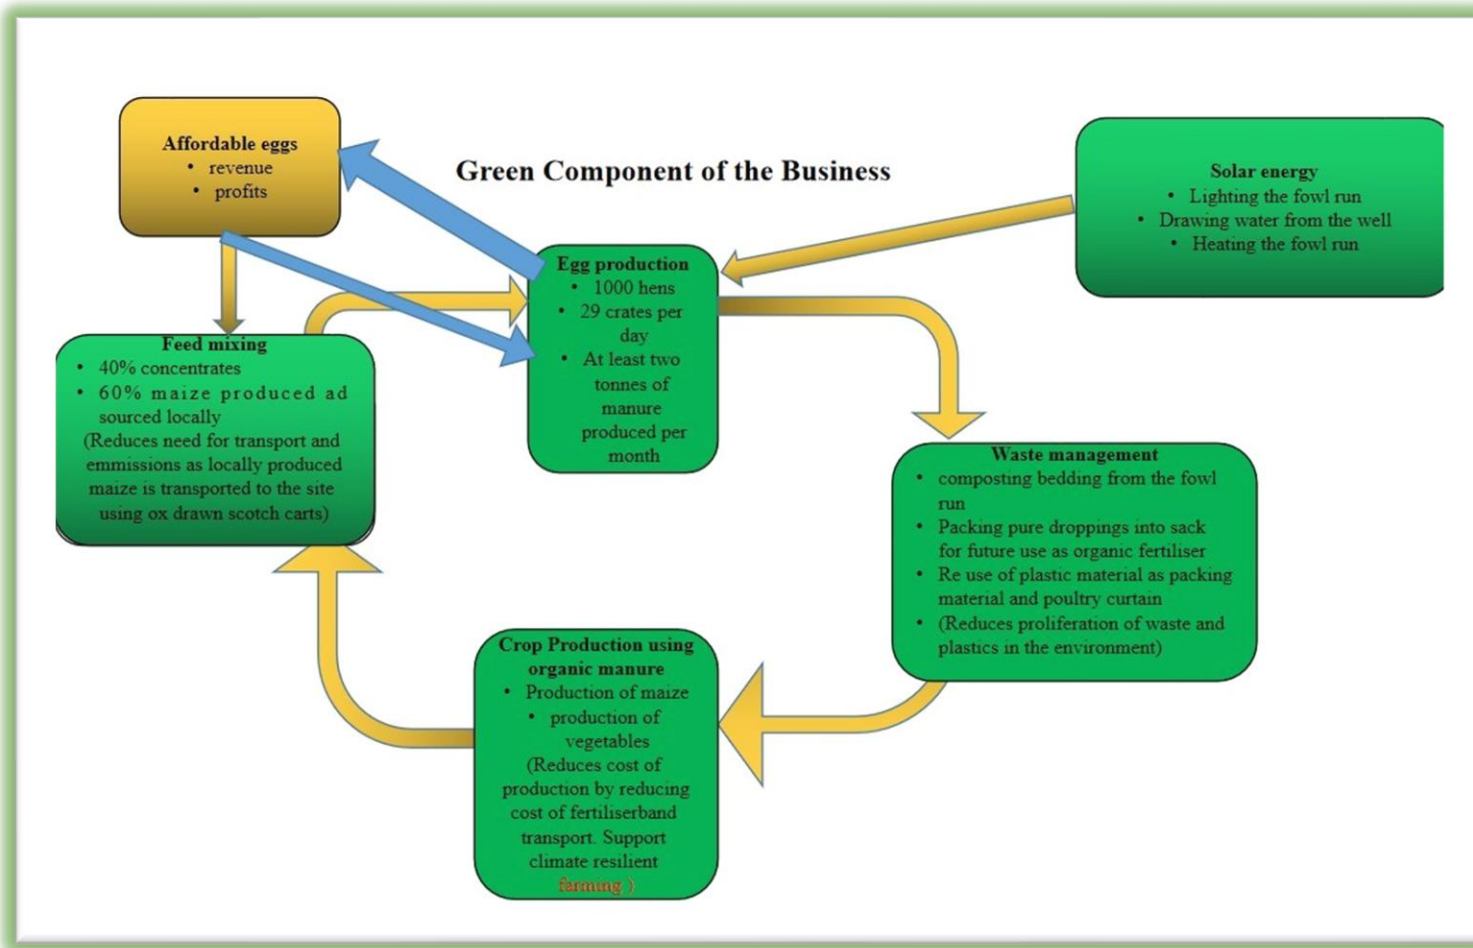 Green Component of the Business
Affordable eggs
• revenue
• profits
Solar energy
• Lighting the fowl run
• Drawing water from the well
• Heating the fowl run
Egg production
• 1000 hens
• 29 crates per
day
• At least two
tonnes of
manure
produced per
month
Feed mixing
• 40% concentrates
• 60% maize produced ad
sourced locally
(Reduces need for transport and
emmissions as locally produced
maize is transported to the site
using ox drawn scotch carts)
Waste management
• composting bedding from the fowl
run
• Packing pure droppings into sack
for future use as organic fertiliser
• Re use of plastic material as packing
material and poultry curtain
• (Reduces proliferation of waste and
plastics in the environment)
Crop Production using
organic manure
• Production of maize
• production of
vegetables
(Reduces cost of
production by reducing
cost of fertiliserband
transport. Support
climate resilient
farming )